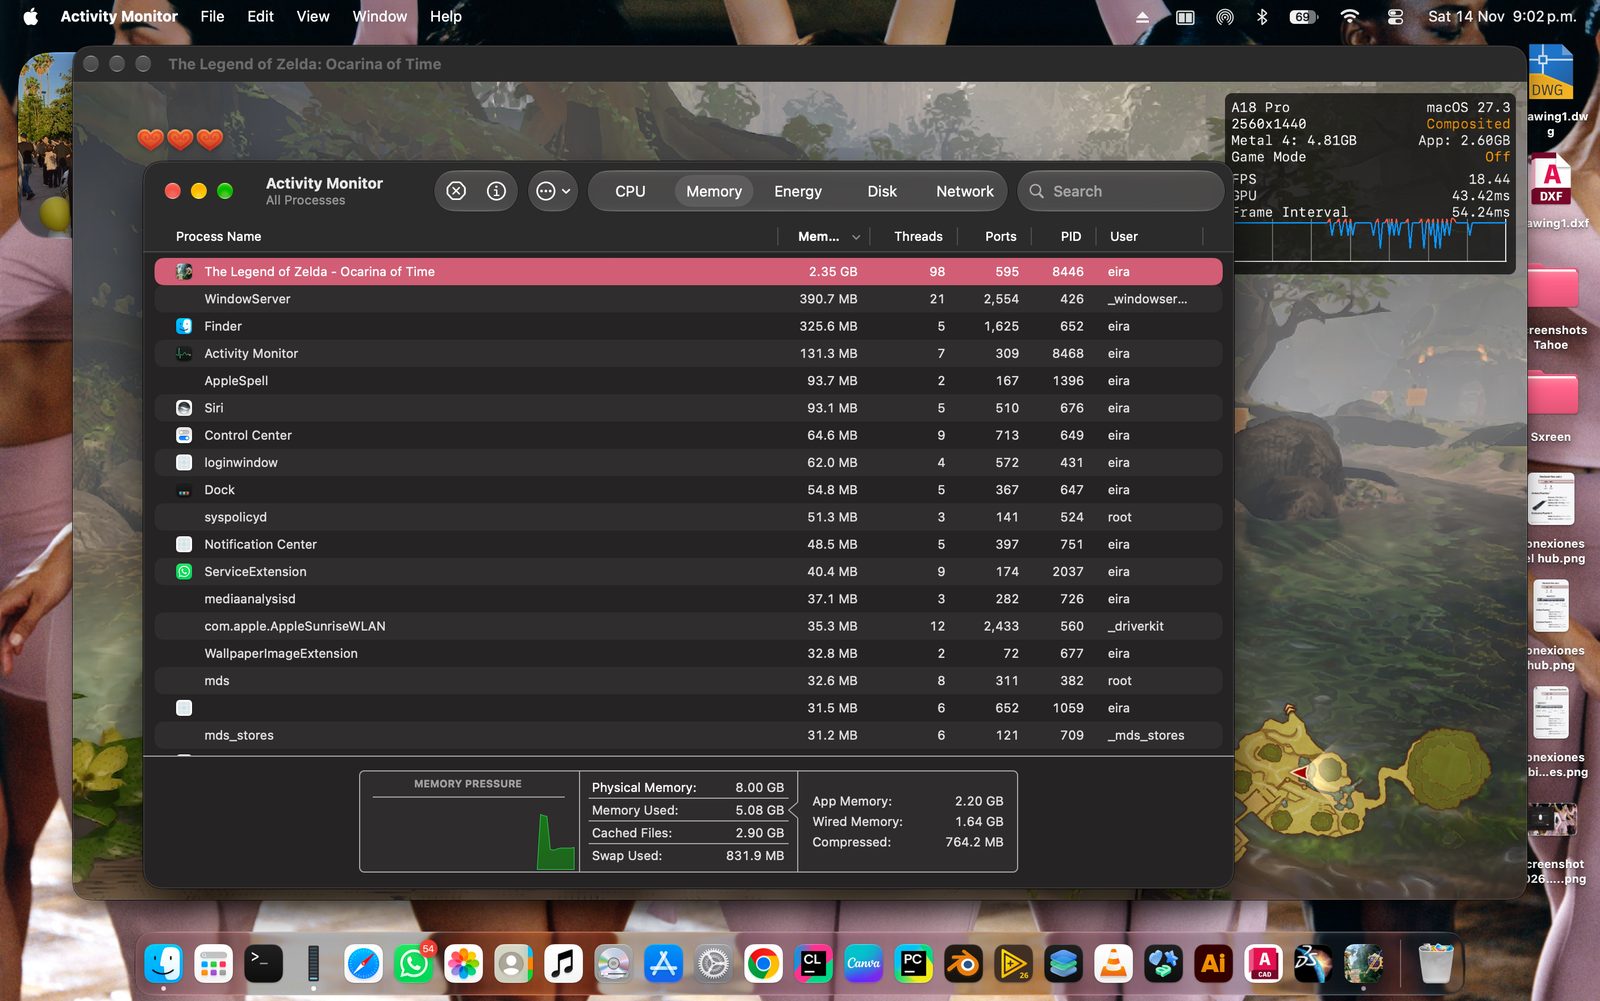 Activity Monitor File Edit View Window Help 69 Sat 14 Nov 9:02 p.m.
The Legend of Zelda: Ocarina of Time
A18 Pro macOS 27.3
2560x1440 Composited
Metal 4: 4.81GB App: 2.60GB
Game Mode Off
FPS 18.44
GPU 43.42ms
Frame Interval 54.24ms
Activity Monitor
All Processes
CPU Memory Energy Disk Network Search
Process Name Mem... Threads Ports PID User
The Legend of Zelda - Ocarina of Time 2.35 GB 98 595 8446 eira
WindowServer 390.7 MB 21 2,554 426 _windowser...
Finder 325.6 MB 5 1,625 652 eira
Activity Monitor 131.3 MB 7 309 8468 eira
AppleSpell 93.7 MB 2 167 1396 eira
Siri 93.1 MB 5 510 676 eira
Control Center 64.6 MB 9 713 649 eira
loginwindow 62.0 MB 4 572 431 eira
Dock 54.8 MB 5 367 647 eira
syspolicyd 51.3 MB 3 141 524 root
Notification Center 48.5 MB 5 397 751 eira
ServiceExtension 40.4 MB 9 174 2037 eira
mediaanalysisd 37.1 MB 3 282 726 eira
com.apple.AppleSunriseWLAN 35.3 MB 12 2,433 560 _driverkit
WallpaperImageExtension 32.8 MB 2 72 677 eira
mds 32.6 MB 8 311 382 root
31.5 MB 6 652 1059 eira
mds_stores 31.2 MB 6 121 709 _mds_stores
MEMORY PRESSURE
Physical Memory: 8.00 GB
Memory Used: 5.08 GB
Cached Files: 2.90 GB
Swap Used: 831.9 MB
App Memory: 2.20 GB
Wired Memory: 1.64 GB
Compressed: 764.2 MB
DWG
awing1.dw
g
A
DXF
awing1.dxf
reenshots
Tahoe
Sxreen
onexiones
el hub.png
onexiones
hub.png
onexiones
bi...es.png
creenshot
026.....png
>_ 54 CL Canva PC 26 Ai A CAD